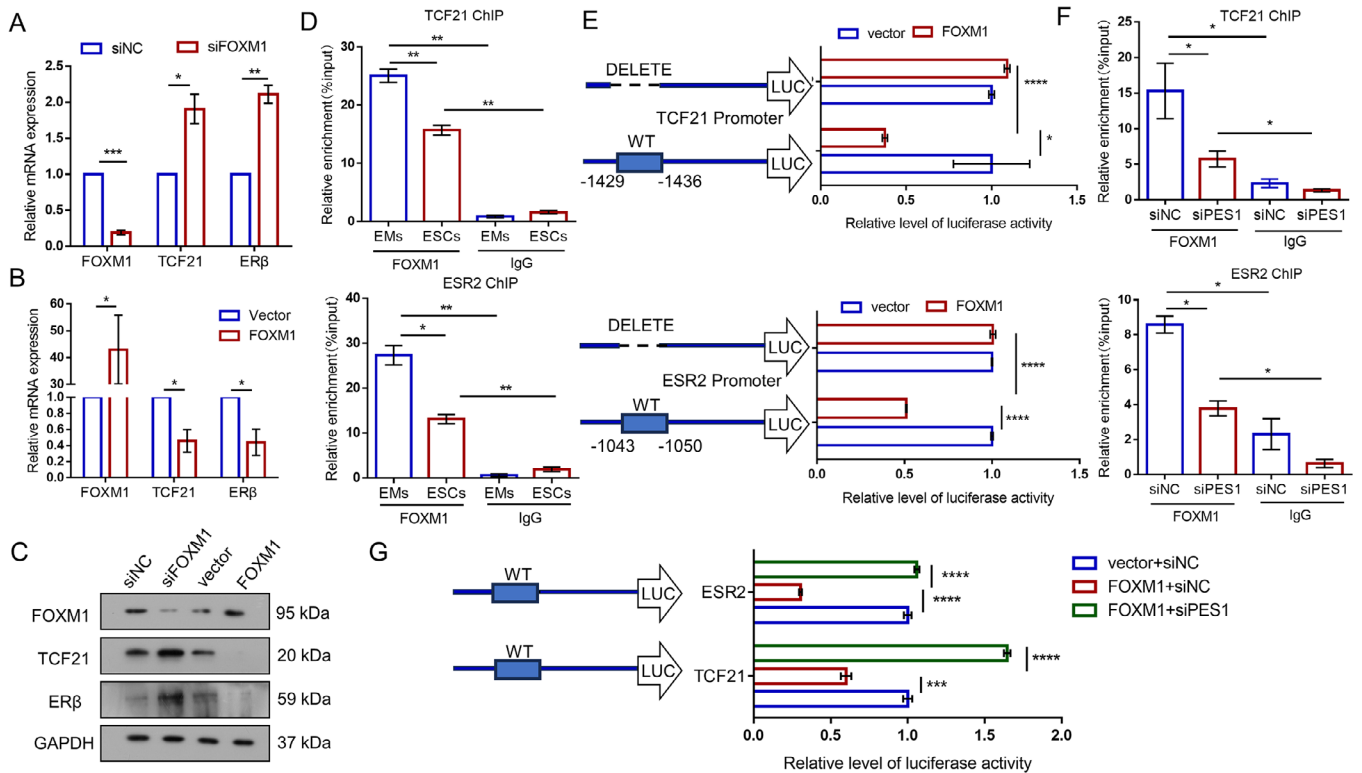 A
siNC siFOXM1
Relative mRNA expression
2.5
2.0
1.5
1.0
0.5
0.0
***
*
**
FOXM1 TCF21 ERβ
B
Vector
FOXM1
Relative mRNA expression
60
50
40
30
1.0
0.8
0.6
0.4
0.2
0.0
*
*
*
FOXM1 TCF21 ERβ
C
siNC siFOXM1 vector FOXM1
FOXM1 95 kDa
TCF21 20 kDa
ERβ 59 kDa
GAPDH 37 kDa
D
TCF21 ChIP
Relative enrichment (%input)
30
20
10
0
**
**
**
EMs ESCs EMs ESCs
FOXM1 IgG
ESR2 ChIP
Relative enrichment (%input)
40
30
20
10
0
**
*
**
EMs ESCs EMs ESCs
FOXM1 IgG
E
vector FOXM1
DELETE
LUC
TCF21 Promoter
WT
LUC
-1429 -1436
****
*
0.0 0.5 1.0 1.5
Relative level of luciferase activity
vector FOXM1
DELETE
LUC
ESR2 Promoter
WT
LUC
-1043 -1050
****
****
0.0 0.5 1.0 1.5
Relative level of luciferase activity
F
TCF21 ChIP
Relative enrichment (%input)
25
20
15
10
5
0
*
*
*
siNC siPES1 siNC siPES1
FOXM1 IgG
ESR2 ChIP
Relative enrichment (%input)
10
8
6
4
2
0
*
*
*
siNC siPES1 siNC siPES1
FOXM1 IgG
G
WT
LUC
WT
LUC
ESR2
TCF21
****
****
****
***
0.0 0.5 1.0 1.5 2.0
Relative level of luciferase activity
vector+siNC
FOXM1+siNC
FOXM1+siPES1